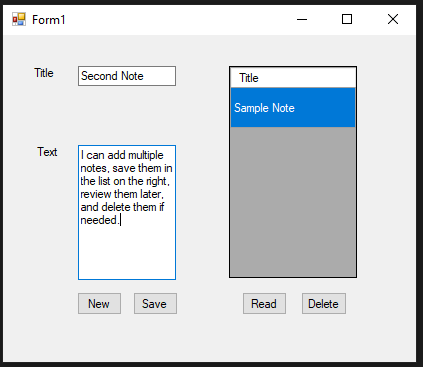 Form1
Title
Second Note
Text
I can add multiple
notes, save them in
the list on the right,
review them later,
and delete them if
needed.
New
Save
Title
Sample Note
Read
Delete